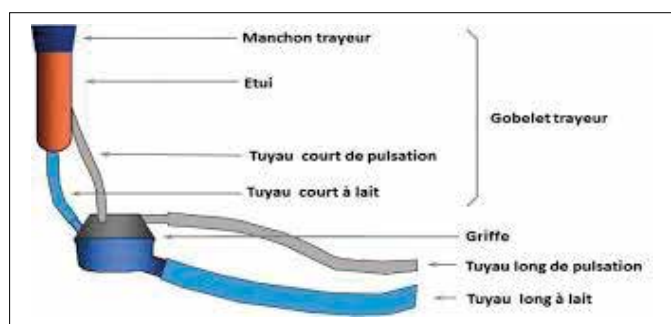 Manchon trayeur
Etui
Gobelet trayeur
Tuyau court de pulsation
Tuyau court à lait
Griffe
Tuyau long de pulsation
Tuyau long à lait